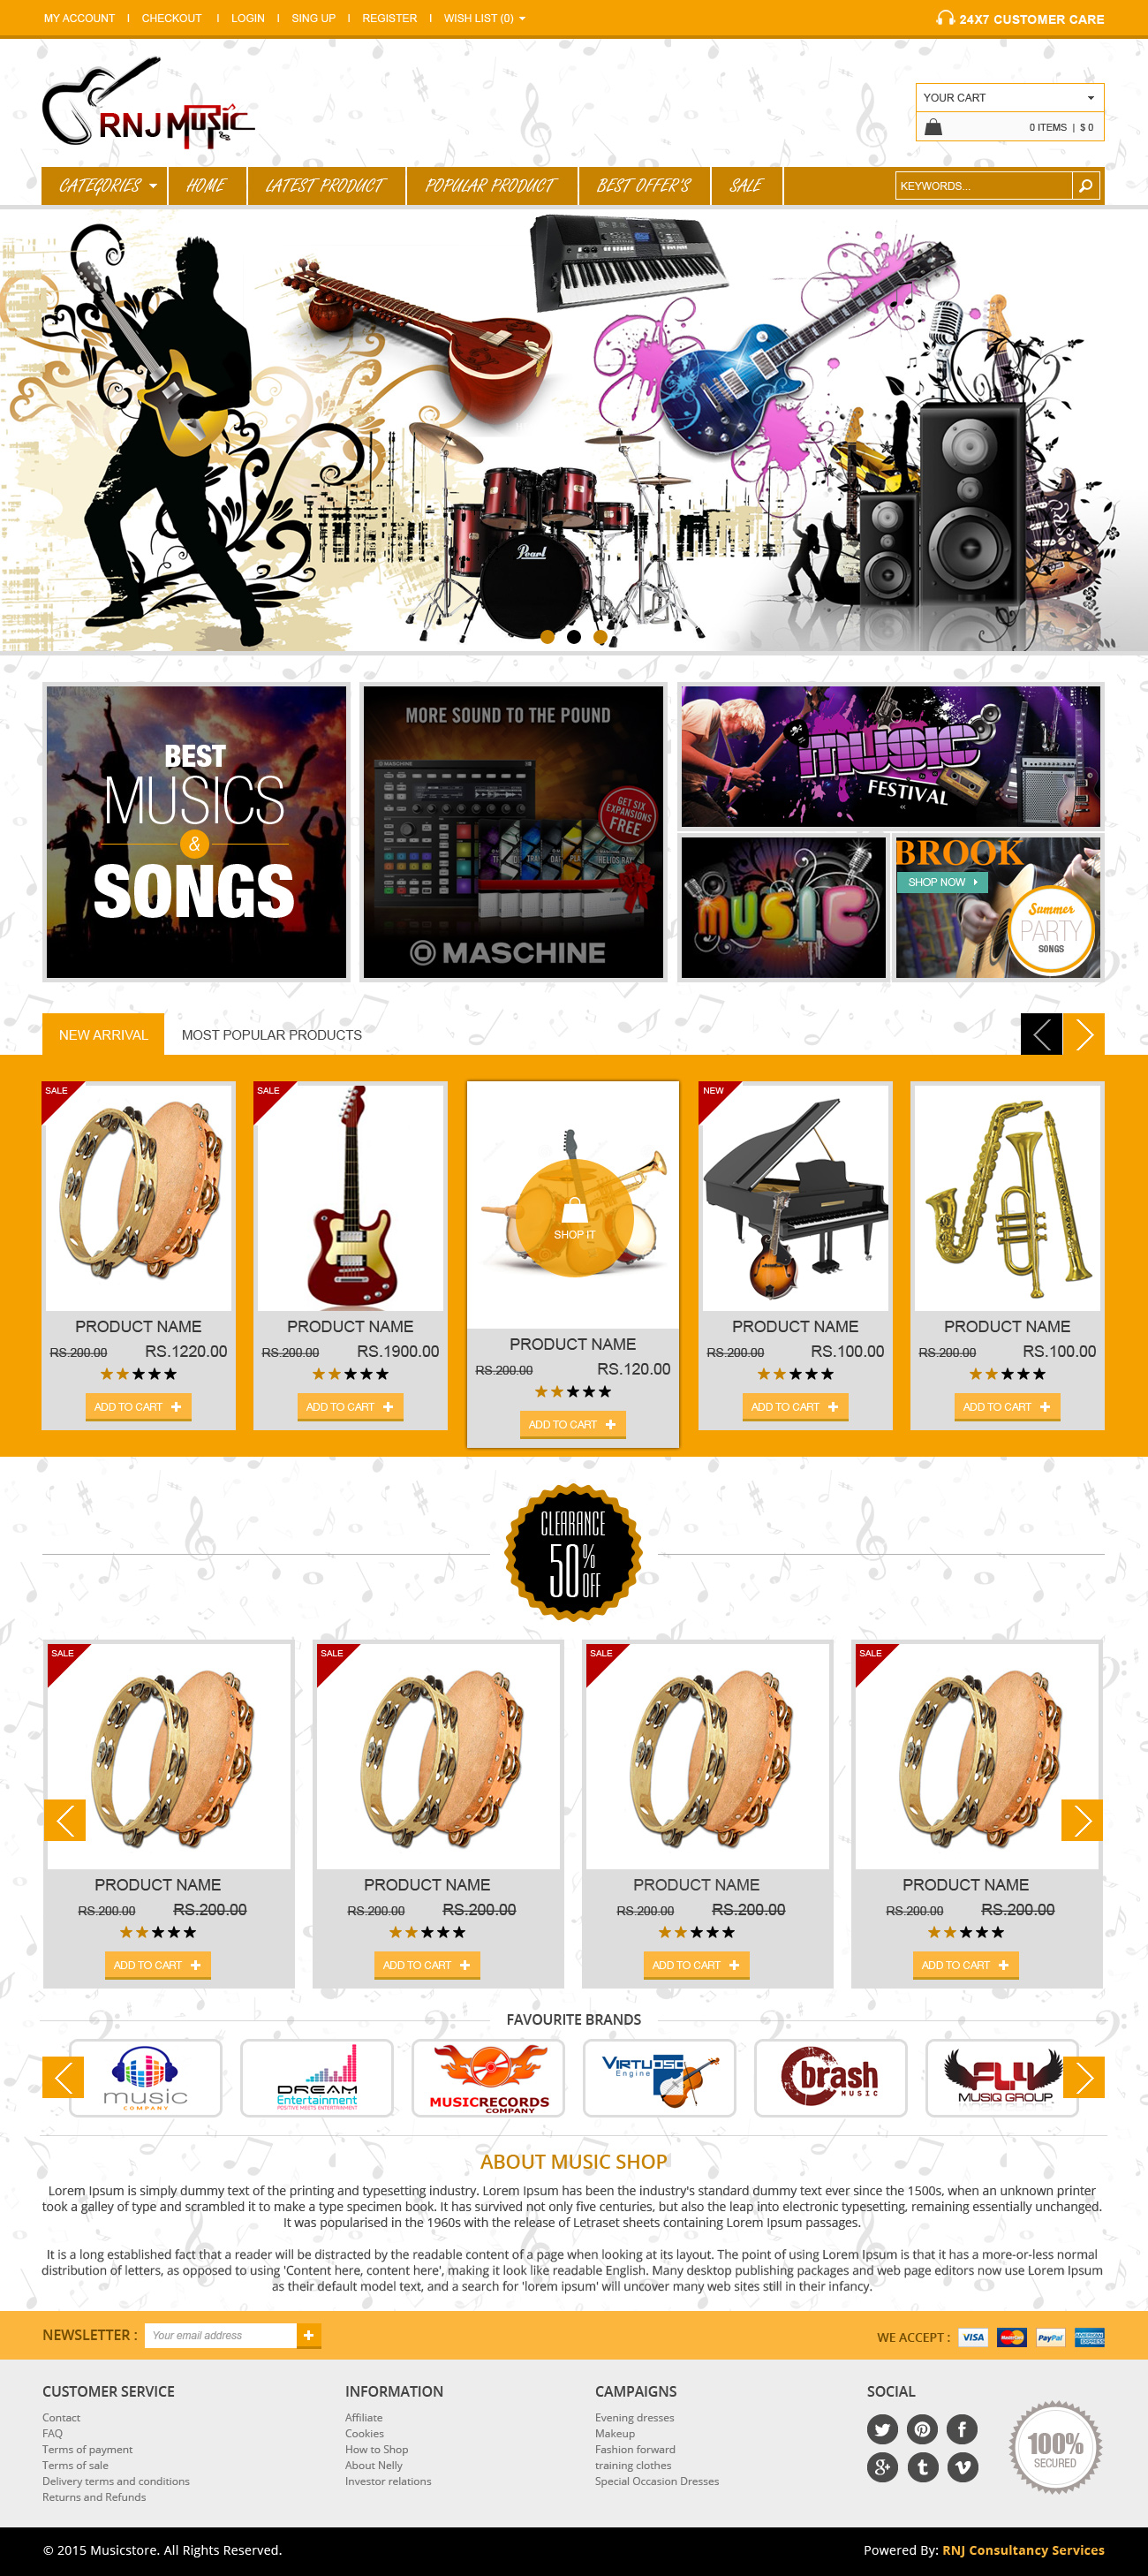 MY ACCOUNT | CHECKOUT | LOGIN | SING UP | REGISTER | WISH LIST (0)
24X7 CUSTOMER CARE
RNJ MUSIC
YOUR CART
0 ITEMS | $ 0
CATEGORIES HOME LATEST PRODUCT POPULAR PRODUCT BEST OFFER'S SALE
KEYWORDS...
Pearl
BEST
MUSICS
&
SONGS
MORE SOUND TO THE POUND
MASCHINE
GET SIX
EXPANSIONS
FREE
HELIOS RAY
MASCHINE
MUSIC
FESTIVAL
MUSIC
BROOK
SHOP NOW
Summer
PARTY
SONGS
NEW ARRIVAL MOST POPULAR PRODUCTS
SALE
PRODUCT NAME
RS.200.00 RS.1220.00
ADD TO CART +
SALE
PRODUCT NAME
RS.200.00 RS.1900.00
ADD TO CART +
SHOP IT
PRODUCT NAME
RS.200.00 RS.120.00
ADD TO CART +
NEW
PRODUCT NAME
RS.200.00 RS.100.00
ADD TO CART +
PRODUCT NAME
RS.200.00 RS.100.00
ADD TO CART +
CLEARANCE
50%
OFF
SALE
PRODUCT NAME
RS.200.00 RS.200.00
ADD TO CART +
SALE
PRODUCT NAME
RS.200.00 RS.200.00
ADD TO CART +
SALE
PRODUCT NAME
RS.200.00 RS.200.00
ADD TO CART +
SALE
PRODUCT NAME
RS.200.00 RS.200.00
ADD TO CART +
FAVOURITE BRANDS
music
COMPANY
DREAM
Entertainment
POSITIVE MEETS ENTERTAINMENT
MUSICRECORDS
COMPANY
VIRTUOSO
Engine
brash
MUSIC
FLY
MUSIQ GROUP
ABOUT MUSIC SHOP
Lorem Ipsum is simply dummy text of the printing and typesetting industry. Lorem Ipsum has been the industry's standard dummy text ever since the 1500s, when an unknown printer
took a galley of type and scrambled it to make a type specimen book. It has survived not only five centuries, but also the leap into electronic typesetting, remaining essentially unchanged.
It was popularised in the 1960s with the release of Letraset sheets containing Lorem Ipsum passages.
It is a long established fact that a reader will be distracted by the readable content of a page when looking at its layout. The point of using Lorem Ipsum is that it has a more-or-less normal
distribution of letters, as opposed to using 'Content here, content here', making it look like readable English. Many desktop publishing packages and web page editors now use Lorem Ipsum
as their default model text, and a search for 'lorem ipsum' will uncover many web sites still in their infancy.
NEWSLETTER : Your email address +
WE ACCEPT : VISA MasterCard PayPal AMERICAN EXPRESS
CUSTOMER SERVICE
Contact
FAQ
Terms of payment
Terms of sale
Delivery terms and conditions
Returns and Refunds
INFORMATION
Affiliate
Cookies
How to Shop
About Nelly
Investor relations
CAMPAIGNS
Evening dresses
Makeup
Fashion forward
training clothes
Special Occasion Dresses
SOCIAL
100%
SECURED
© 2015 Musicstore. All Rights Reserved.
Powered By: RNJ Consultancy Services